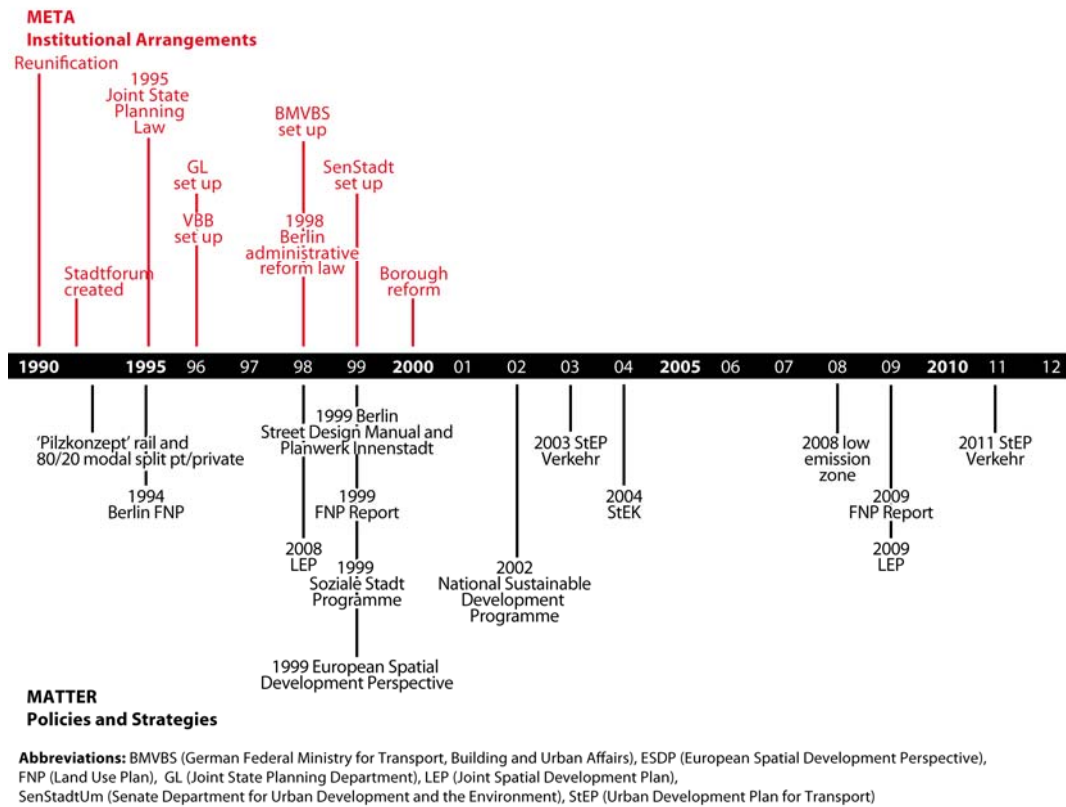 META
Institutional Arrangements
Reunification
1995
Joint State
Planning
Law
BMVBS
set up
GL
set up
SenStadt
set up
VBB
set up
1998
Berlin
administrative
reform law
Stadtforum
created
Borough
reform
1990 1995 96 97 98 99 2000 01 02 03 04 2005 06 07 08 09 2010 11 12
'Pilzkonzept' rail and
80/20 modal split pt/private
1994
Berlin FNP
1999 Berlin
Street Design Manual and
Planwerk Innenstadt
1999
FNP Report
2008
LEP
1999
Soziale Stadt
Programme
1999 European Spatial
Development Perspective
2002
National Sustainable
Development
Programme
2003 StEP
Verkehr
2004
StEK
2008 low
emission
zone
2009
FNP Report
2009
LEP
2011 StEP
Verkehr
MATTER
Policies and Strategies
Abbreviations: BMVBS (German Federal Ministry for Transport, Building and Urban Affairs), ESDP (European Spatial Development Perspective),
FNP (Land Use Plan), GL (Joint State Planning Department), LEP (Joint Spatial Development Plan),
SenStadtUm (Senate Department for Urban Development and the Environment), StEP (Urban Development Plan for Transport)